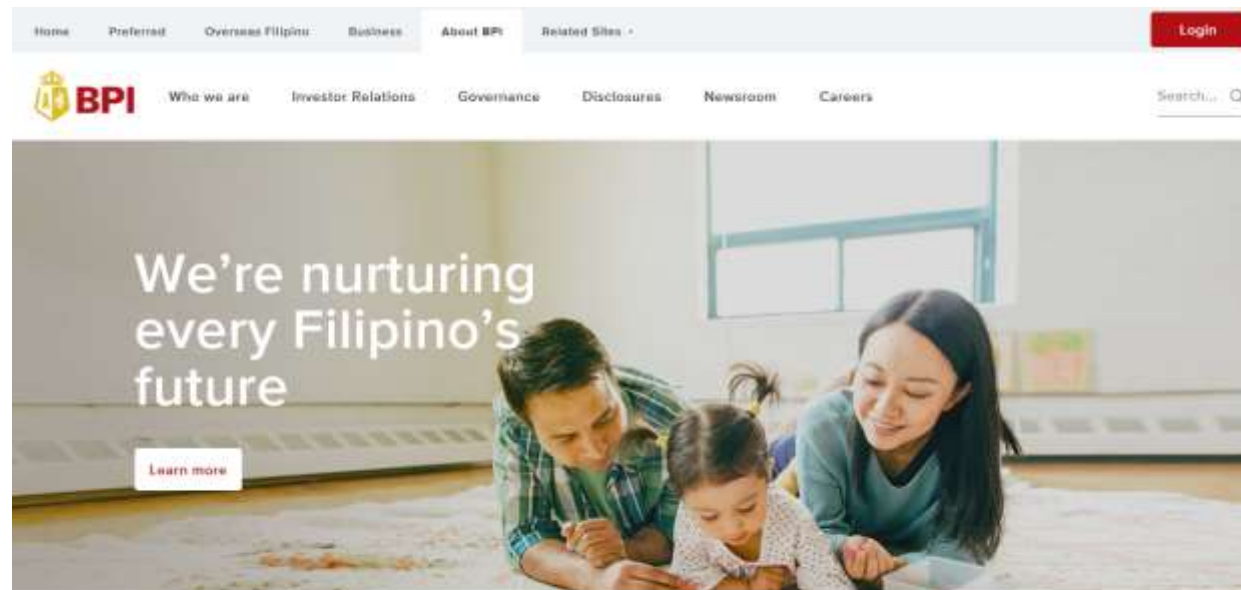 Home Preferred Overseas Filipino Business About BPI Related Sites Login
BPI Who we are Investor Relations Governance Disclosures Newsroom Careers Search...
We're nurturing
every Filipino's
future
Learn more